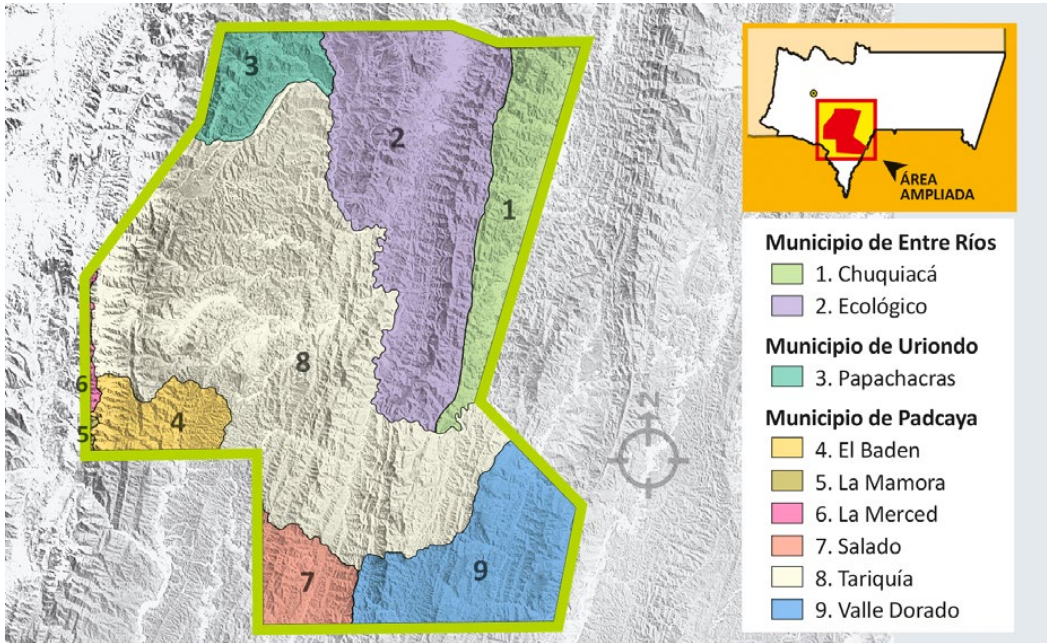 3
2
1
8
6
4
5
7
9
N
ÁREA
AMPLIADA
Municipio de Entre Ríos
1. Chuquiacá
2. Ecológico
Municipio de Uriondo
3. Papachacras
Municipio de Padcaya
4. El Baden
5. La Mamora
6. La Merced
7. Salado
8. Tariquía
9. Valle Dorado